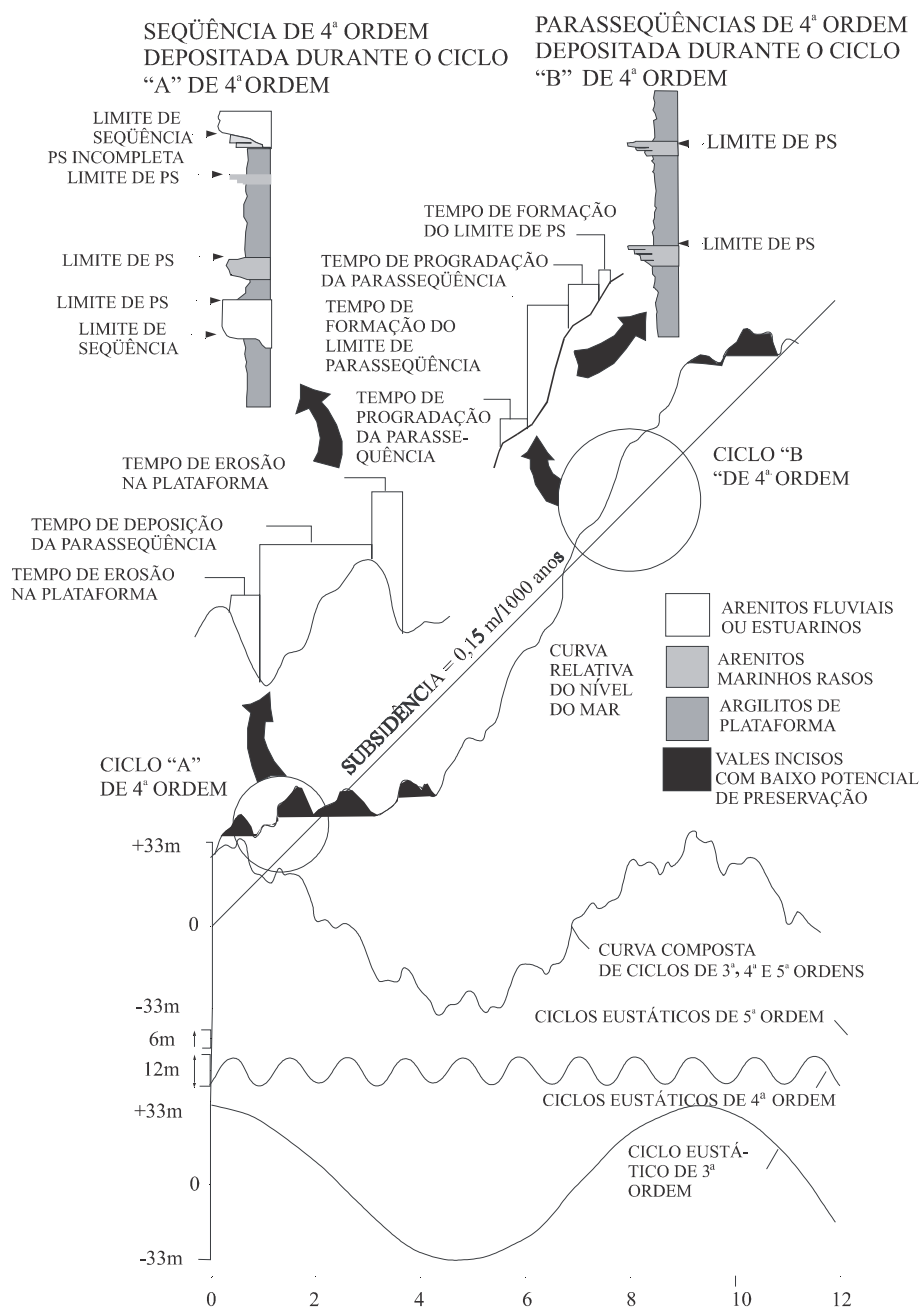 SEQÜÊNCIA DE 4ª ORDEM
DEPOSITADA DURANTE O CICLO
“A” DE 4ª ORDEM
PARASSEQÜÊNCIAS DE 4ª ORDEM
DEPOSITADA DURANTE O CICLO
“B” DE 4ª ORDEM
LIMITE DE
SEQÜÊNCIA
PS INCOMPLETA
LIMITE DE PS
LIMITE DE PS
LIMITE DE PS
LIMITE DE
SEQÜÊNCIA
LIMITE DE PS
LIMITE DE PS
TEMPO DE FORMAÇÃO
DO LIMITE DE PS
TEMPO DE PROGRADAÇÃO
DA PARASSEQÜÊNCIA
TEMPO DE
FORMAÇÃO DO
LIMITE DE
PARASSEQÜÊNCIA
TEMPO DE
PROGRADAÇÃO
DA PARASSE-
QUÊNCIA
TEMPO DE EROSÃO
NA PLATAFORMA
TEMPO DE DEPOSIÇÃO
DA PARASSEQÜÊNCIA
TEMPO DE EROSÃO
NA PLATAFORMA
CICLO “B
“DE 4ª ORDEM
SUBSIDÊNCIA = 0,15 m/1000 anos
CURVA
RELATIVA
DO NÍVEL
DO MAR
ARENITOS FLUVIAIS
OU ESTUARINOS
ARENITOS
MARINHOS RASOS
ARGILITOS DE
PLATAFORMA
VALES INCISOS
COM BAIXO POTENCIAL
DE PRESERVAÇÃO
CICLO “A”
DE 4ª ORDEM
+33m
0
-33m
CURVA COMPOSTA
DE CICLOS DE 3ª, 4ª E 5ª ORDENS
CICLOS EUSTÁTICOS DE 5ª ORDEM
6m
12m
CICLOS EUSTÁTICOS DE 4ª ORDEM
+33m
0
-33m
CICLO EUSTÁ-
TICO DE 3ª
ORDEM
0 2 4 6 8 10 12